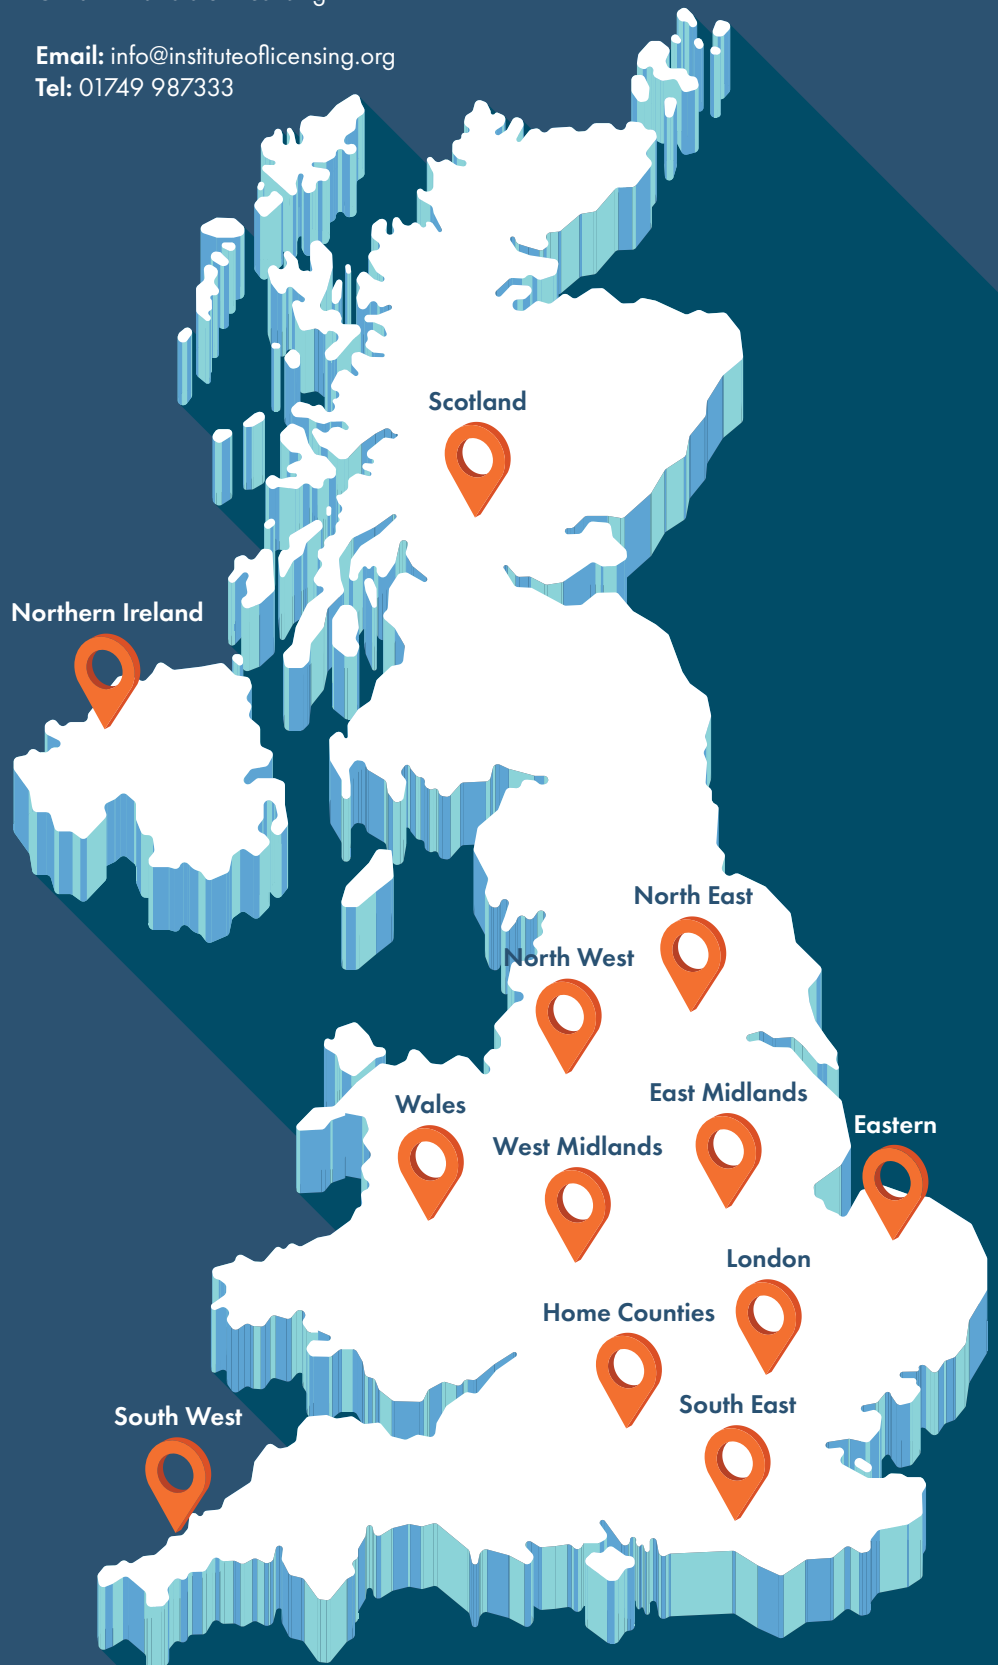 Email: info@instituteoflicensing.org
Tel: 01749 987333
Scotland
Northern Ireland
North East
North West
East Midlands
Wales
Eastern
West Midlands
London
Home Counties
South East
South West